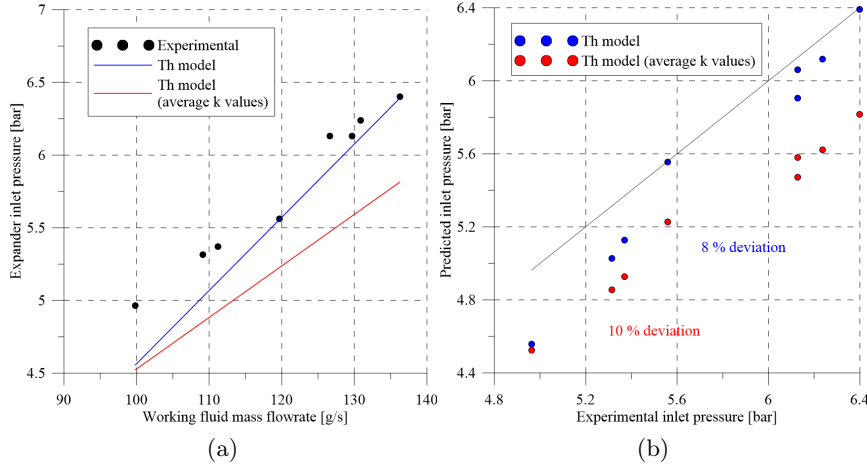 7
6.5
6
5.5
5
4.5
90
100
110
120
130
140
Expander inlet pressure [bar]
Working fluid mass flowrate [g/s]
Experimental
Th model
Th model
(average k values)
(a)
6.4
6
5.6
5.2
4.8
4.4
4.8
5.2
5.6
6
6.4
Predicted inlet pressure [bar]
Experimental inlet pressure [bar]
Th model
Th model (average k values)
8 % deviation
10 % deviation
(b)